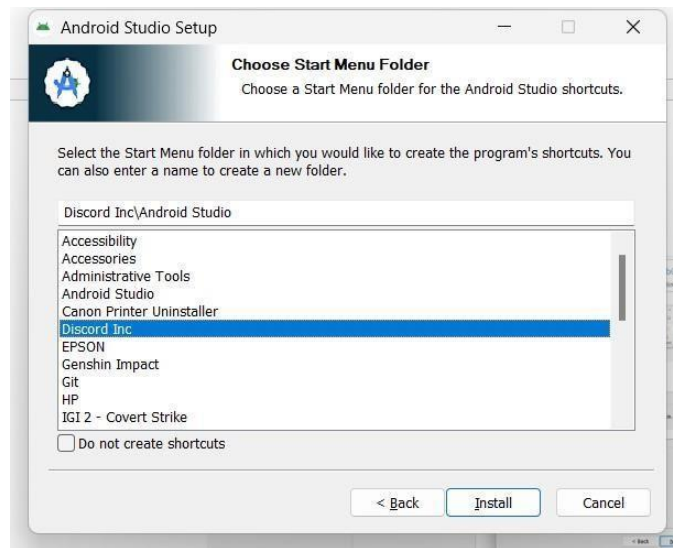 Android Studio Setup
Choose Start Menu Folder
Choose a Start Menu folder for the Android Studio shortcuts.
Select the Start Menu folder in which you would like to create the program's shortcuts. You
can also enter a name to create a new folder.
Discord Inc\Android Studio
Accessibility
Accessories
Administrative Tools
Android Studio
Canon Printer Uninstaller
Discord Inc
EPSON
Genshin Impact
Git
HP
IGI 2 - Covert Strike
Do not create shortcuts
< Back
Install
Cancel
< Back